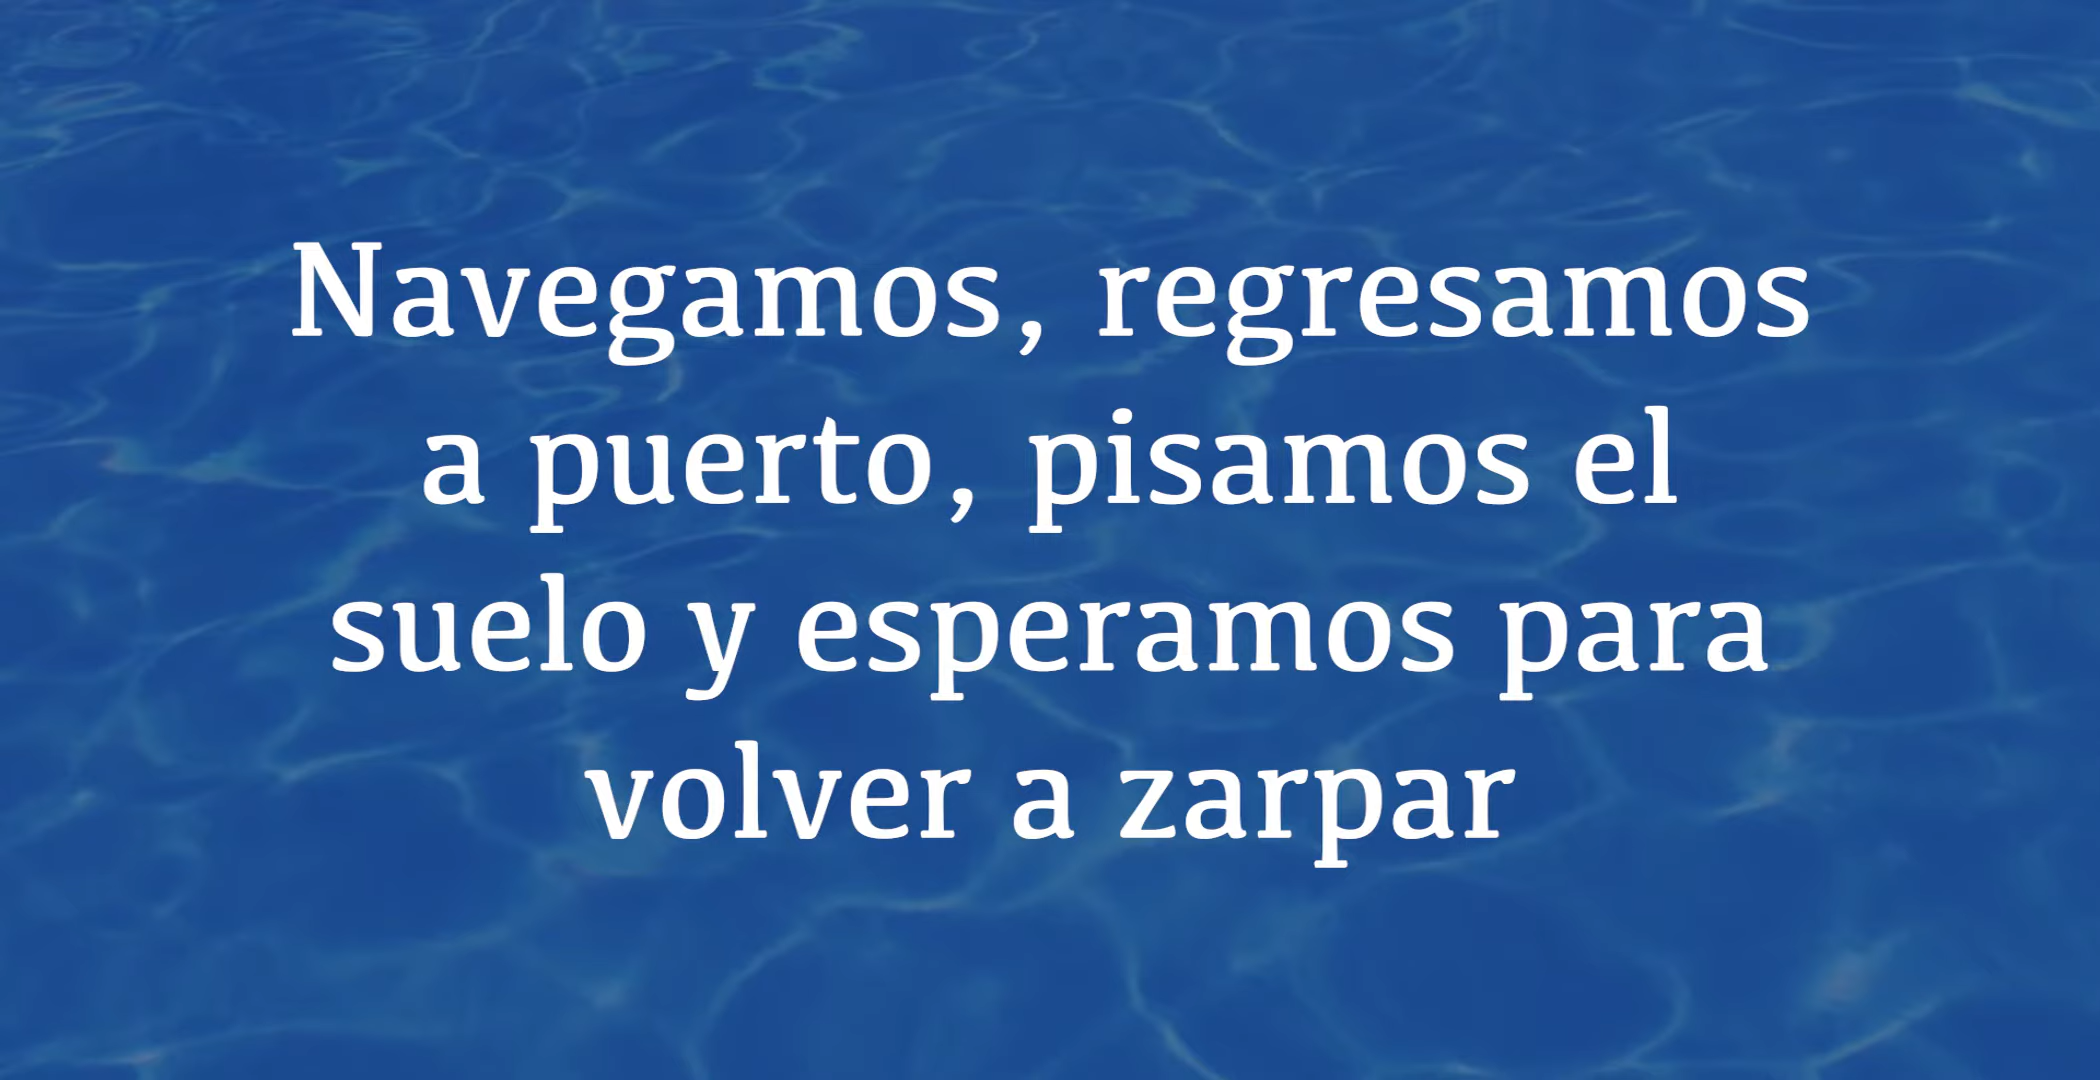 Navegamos, regresamos
a puerto, pisamos el
suelo y esperamos para
volver a zarpar